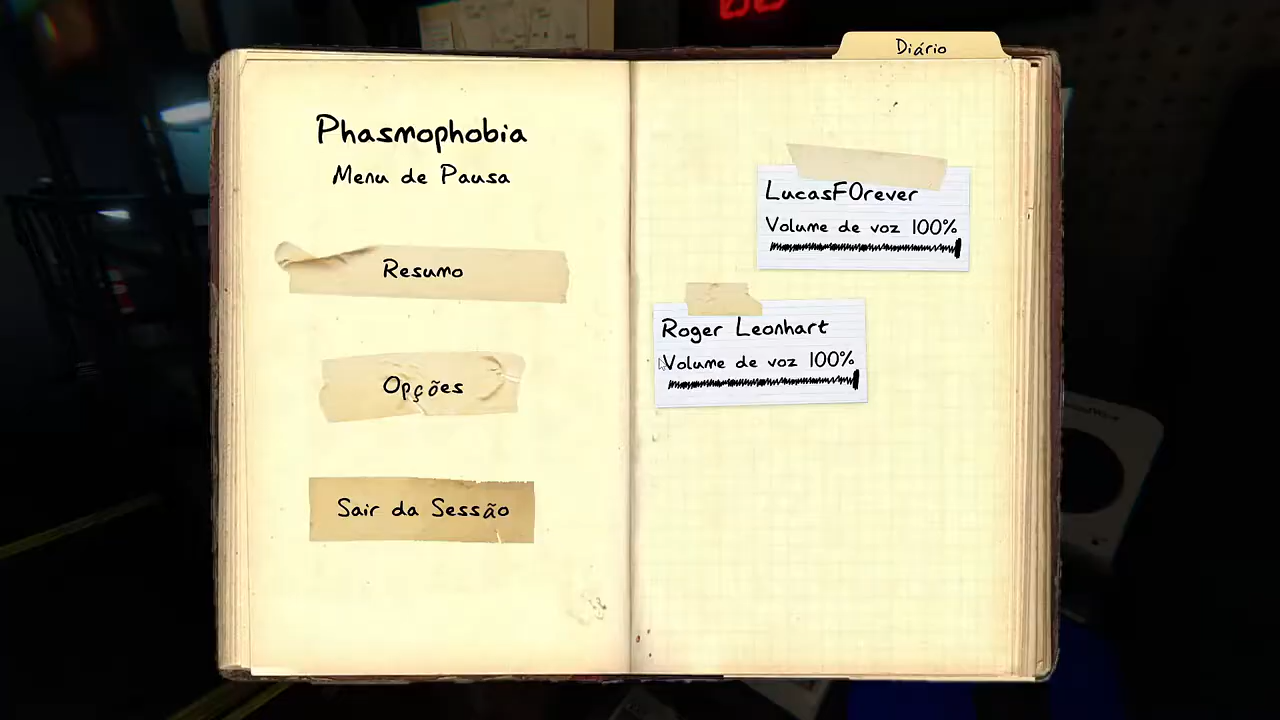 Diário
Phasmophobia
Menu de Pausa
Resumo
Opções
Sair da Sessão
LucasF0rever
Volume de voz 100%
Roger Leonhart
Volume de voz 100%